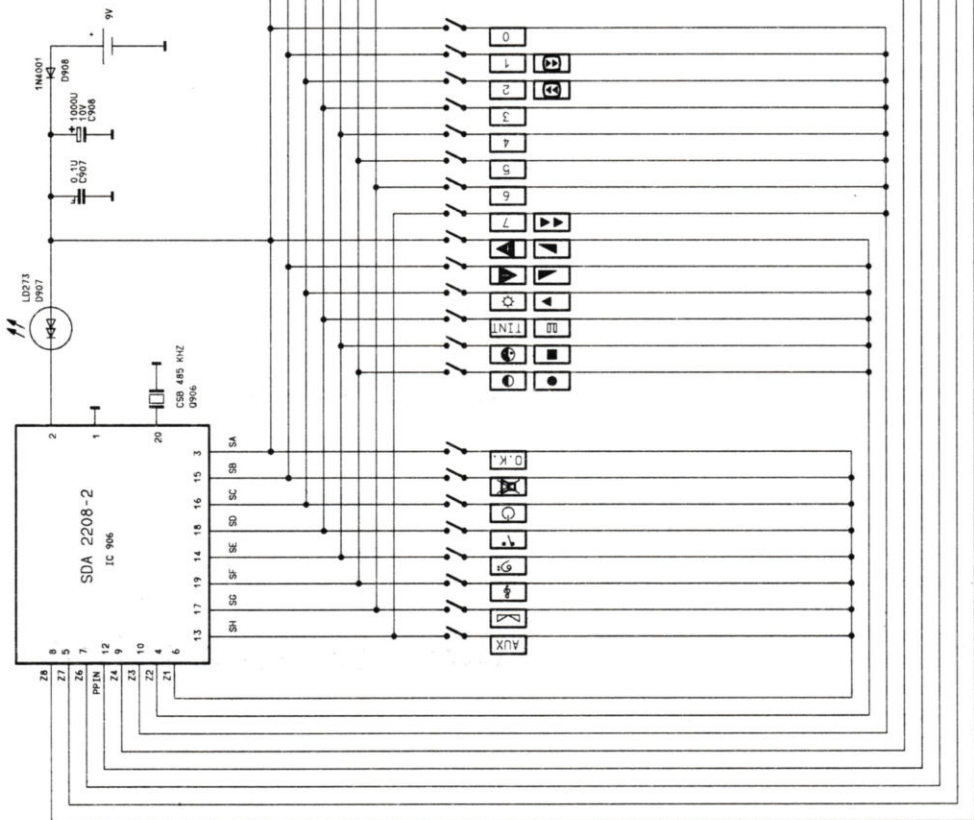 9V
+
1N4001
D908
+ 1000U
10V
C908
0,1U
C907
LD273
D907
CSB 485 KHZ
Q906
2
1
20
SDA 2208-2
IC 906
3 SA
15 SB
16 SC
18 SD
14 SE
19 SF
17 SG
13 SH
Z8 8
Z7 5
Z6 7
PPIN 12
Z4 9
Z3 10
Z2 4
Z1 6
0
1
2
3
4
5
6
7
TINT
O.K.
AUX